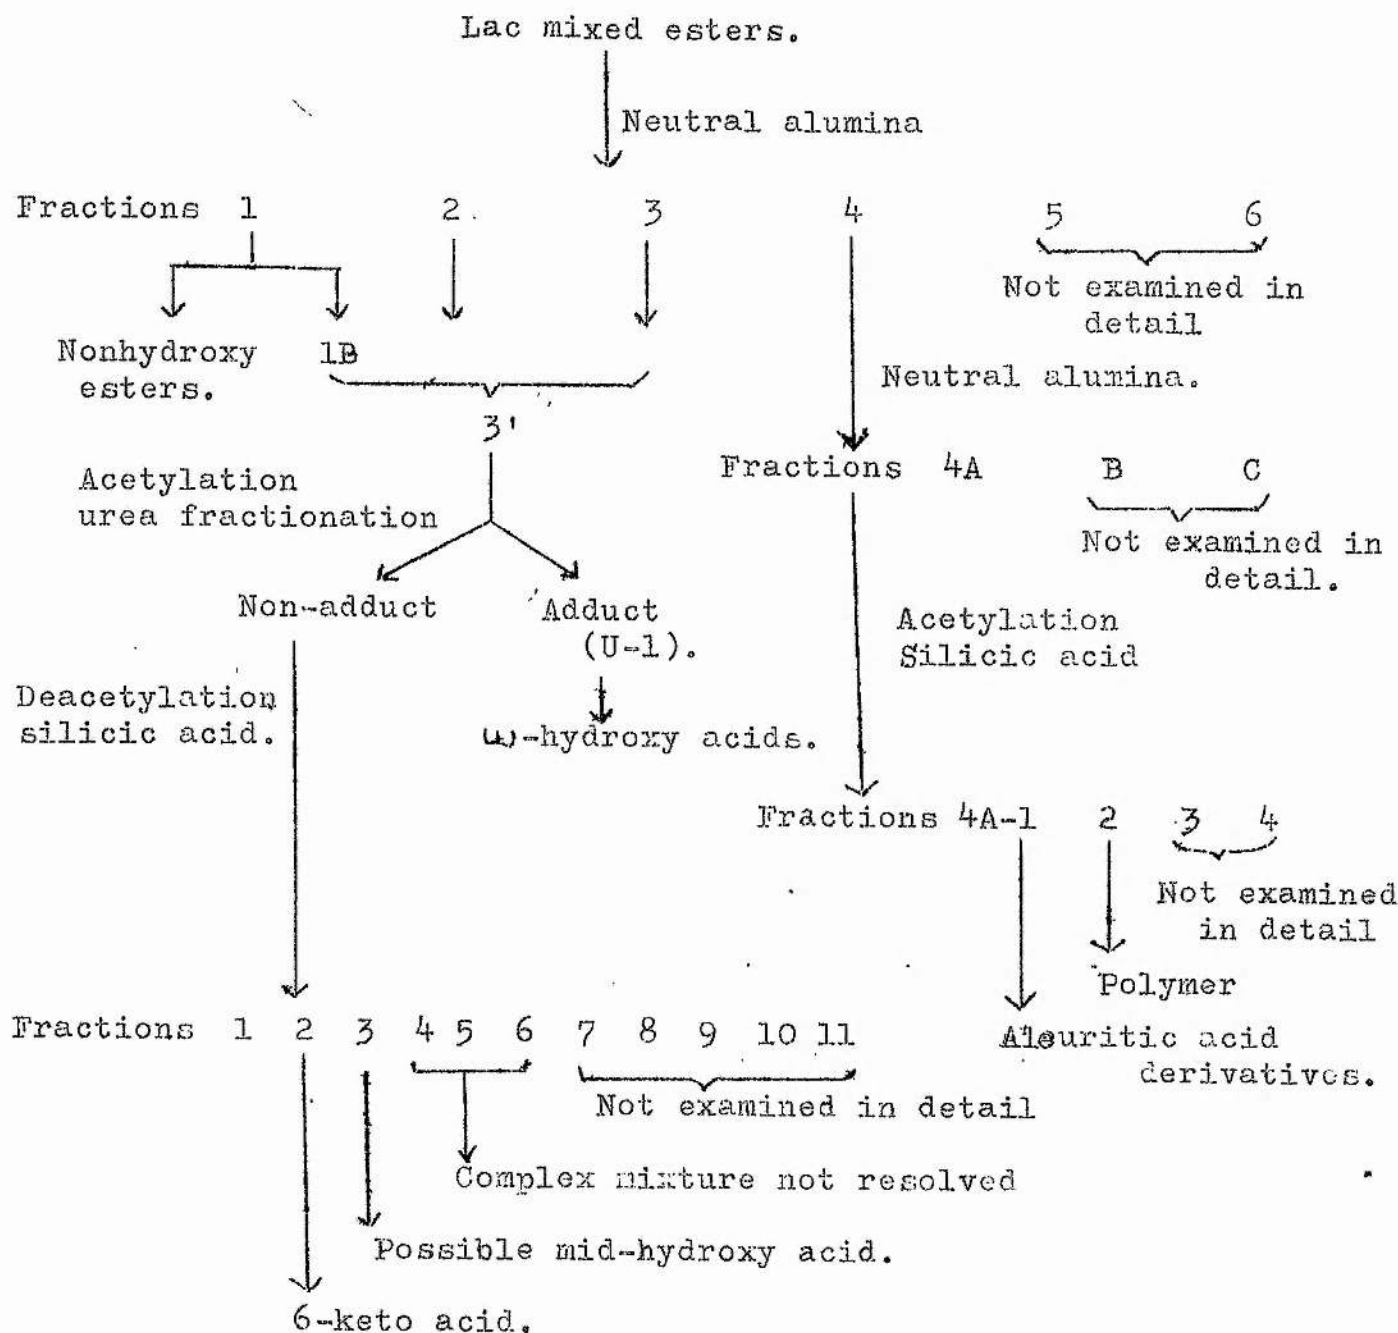 Lac mixed esters.
Neutral alumina
Fractions 1 2. 3 4 5 6
Not examined in
detail
Nonhydroxy
esters.
1B
3'
Neutral alumina.
Acetylation
urea fractionation
Fractions 4A B C
Not examined in
detail.
Non-adduct
Adduct
(U-1).
Acetylation
Silicic acid
Deacetylation
silicic acid.
ω-hydroxy acids.
Fractions 4A-1 2 3 4
Not examined
in detail
Polymer
Aleuritic acid
derivatives.
Fractions 1 2 3 4 5 6 7 8 9 10 11
Not examined in detail
Complex mixture not resolved
Possible mid-hydroxy acid.
6-keto acid.